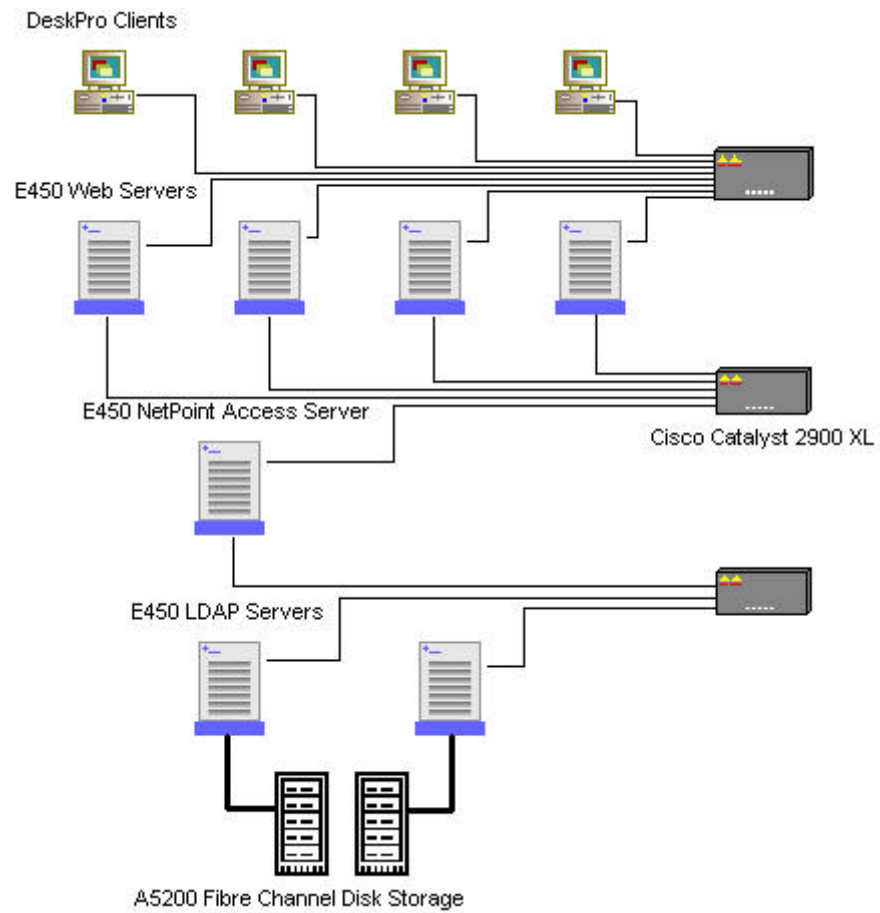 DeskPro Clients
E450 Web Servers
E450 NetPoint Access Server
Cisco Catalyst 2900 XL
E450 LDAP Servers
A5200 Fibre Channel Disk Storage